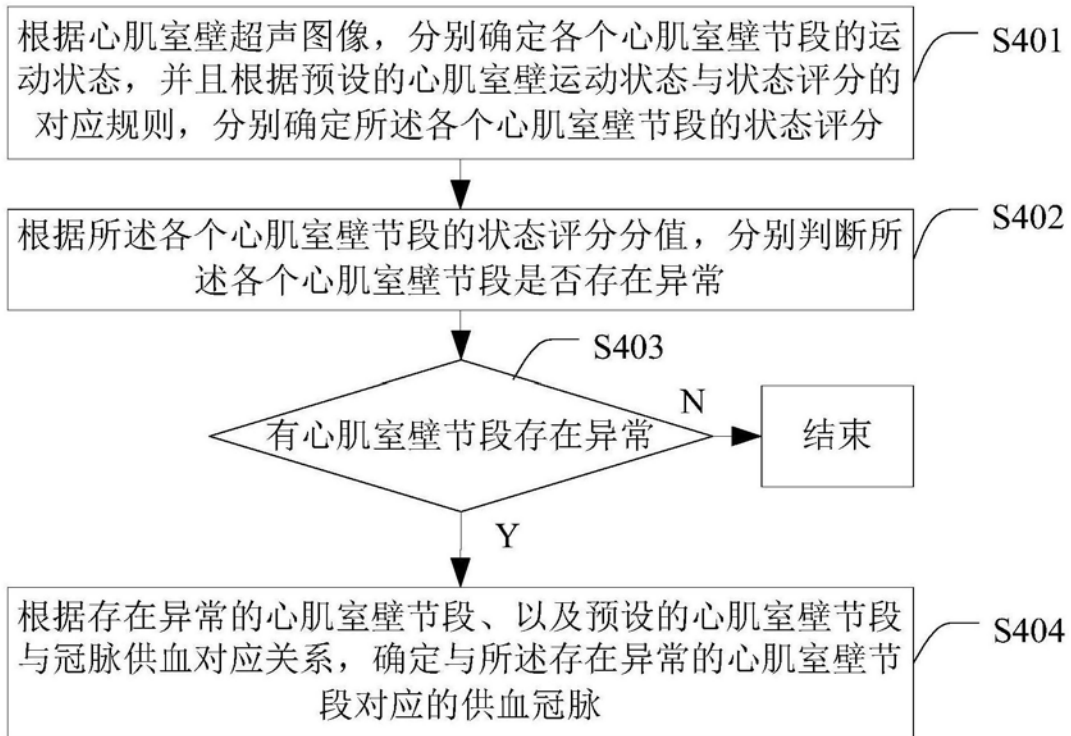 根据心肌室壁超声图像，分别确定各个心肌室壁节段的运
动状态，并且根据预设的心肌室壁运动状态与状态评分的
对应规则，分别确定所述各个心肌室壁节段的状态评分
S401
根据所述各个心肌室壁节段的状态评分分值，分别判断所
述各个心肌室壁节段是否存在异常
S402
S403
有心肌室壁节段存在异常
N
结束
Y
根据存在异常的心肌室壁节段、以及预设的心肌室壁节段
与冠脉供血对应关系，确定与所述存在异常的心肌室壁节
段对应的供血冠脉
S404